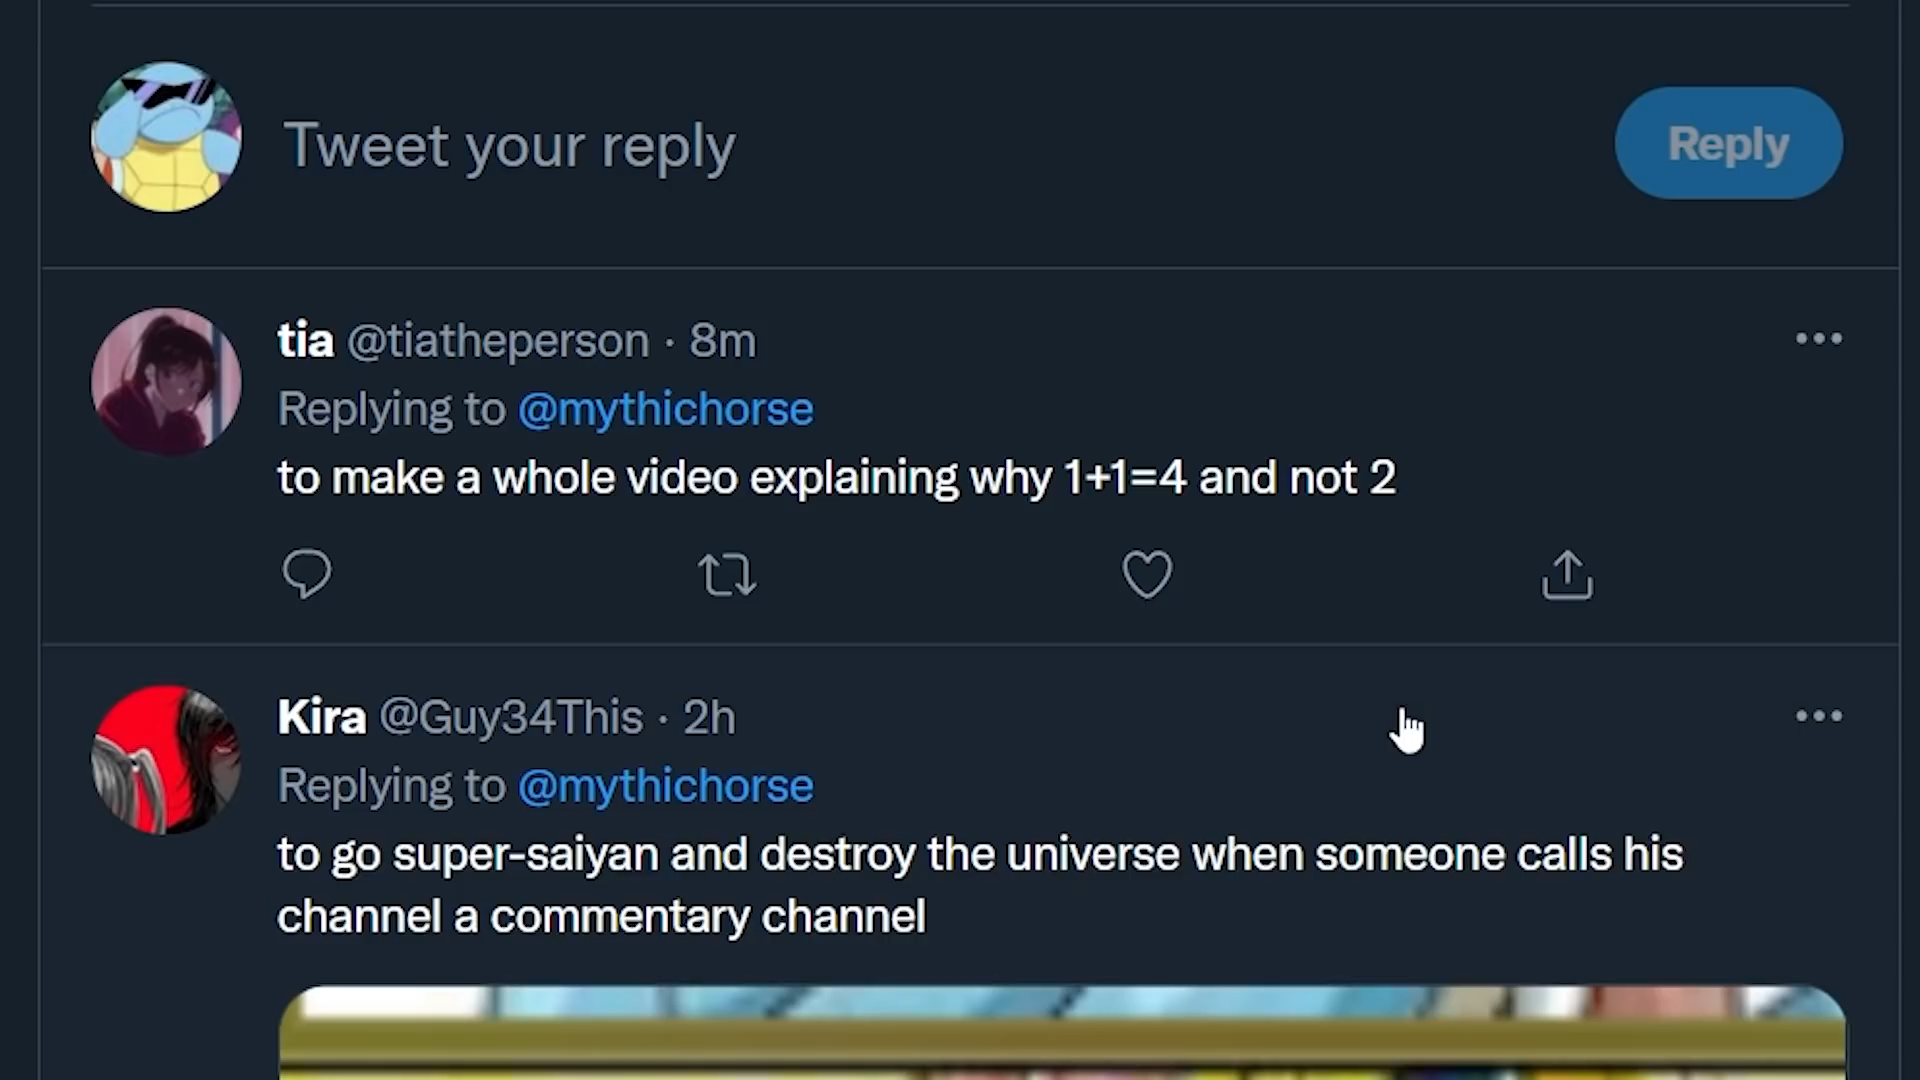 Tweet your reply
Reply
tia @tiatheperson · 8m
Replying to @mythichorse
to make a whole video explaining why 1+1=4 and not 2
Kira @Guy34This · 2h
Replying to @mythichorse
to go super-saiyan and destroy the universe when someone calls his
channel a commentary channel